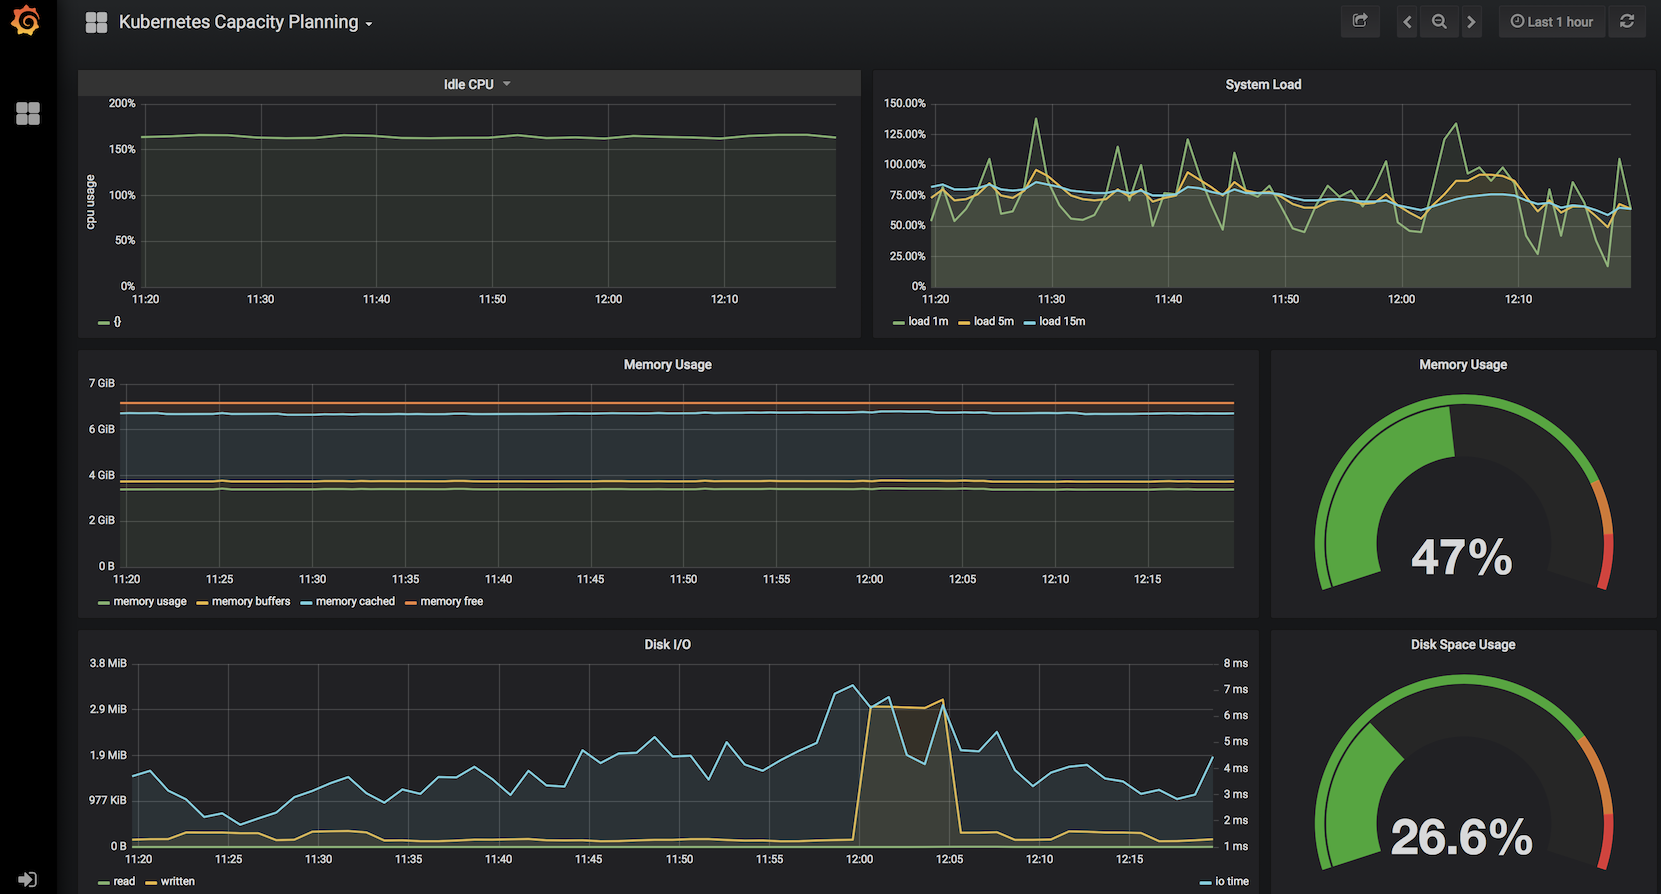 Kubernetes Capacity Planning
Last 1 hour
Idle CPU
200%
150%
100%
50%
0%
cpu usage
11:20 11:30 11:40 11:50 12:00 12:10
{}
System Load
150.00%
125.00%
100.00%
75.00%
50.00%
25.00%
0%
11:20 11:30 11:40 11:50 12:00 12:10
load 1m load 5m load 15m
Memory Usage
7 GiB
6 GiB
4 GiB
2 GiB
0 B
11:20 11:25 11:30 11:35 11:40 11:45 11:50 11:55 12:00 12:05 12:10 12:15
memory usage memory buffers memory cached memory free
Memory Usage
47%
Disk I/O
3.8 MiB
2.9 MiB
1.9 MiB
977 KiB
0 B
8 ms
7 ms
6 ms
5 ms
4 ms
3 ms
2 ms
1 ms
11:20 11:25 11:30 11:35 11:40 11:45 11:50 11:55 12:00 12:05 12:10 12:15
read written io time
Disk Space Usage
26.6%